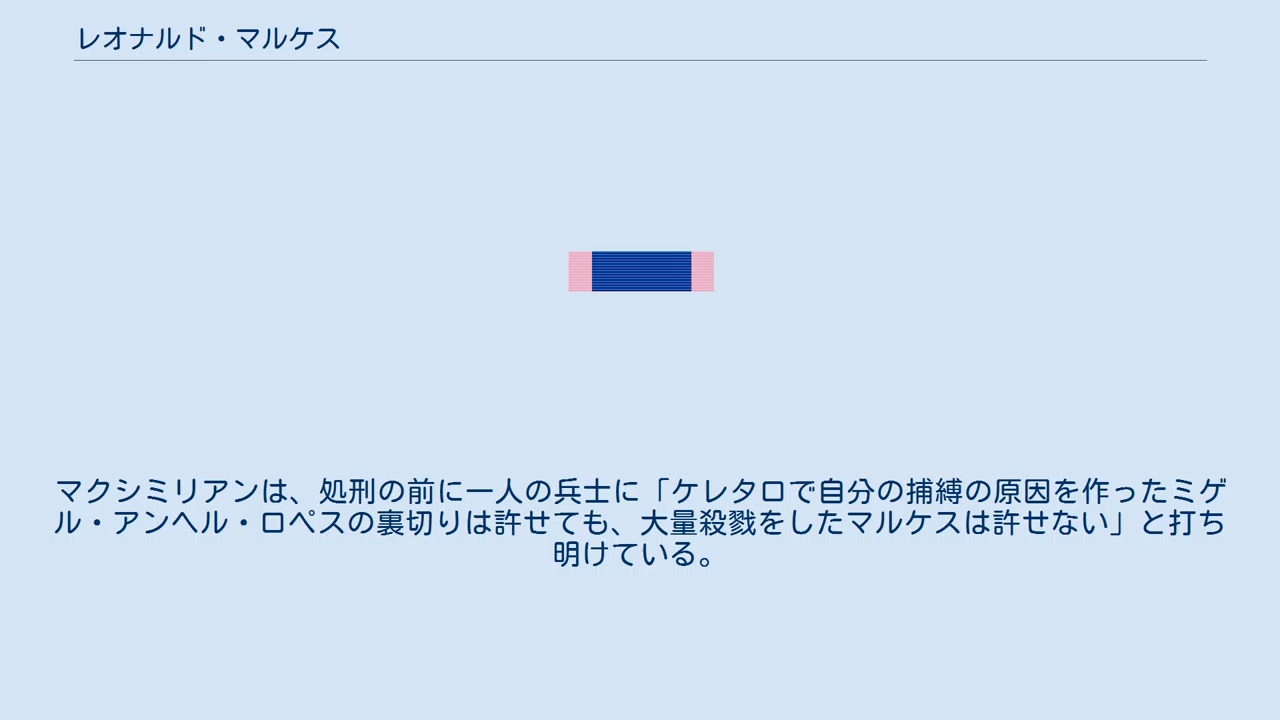 レオナルド・マルケス
マクシミリアンは、処刑の前に一人の兵士に「ケレタロで自分の捕縛の原因を作ったミゲ
ル・アンヘル・ロペスの裏切りは許せても、大量殺戮をしたマルケスは許せない」と打ち
明けている。